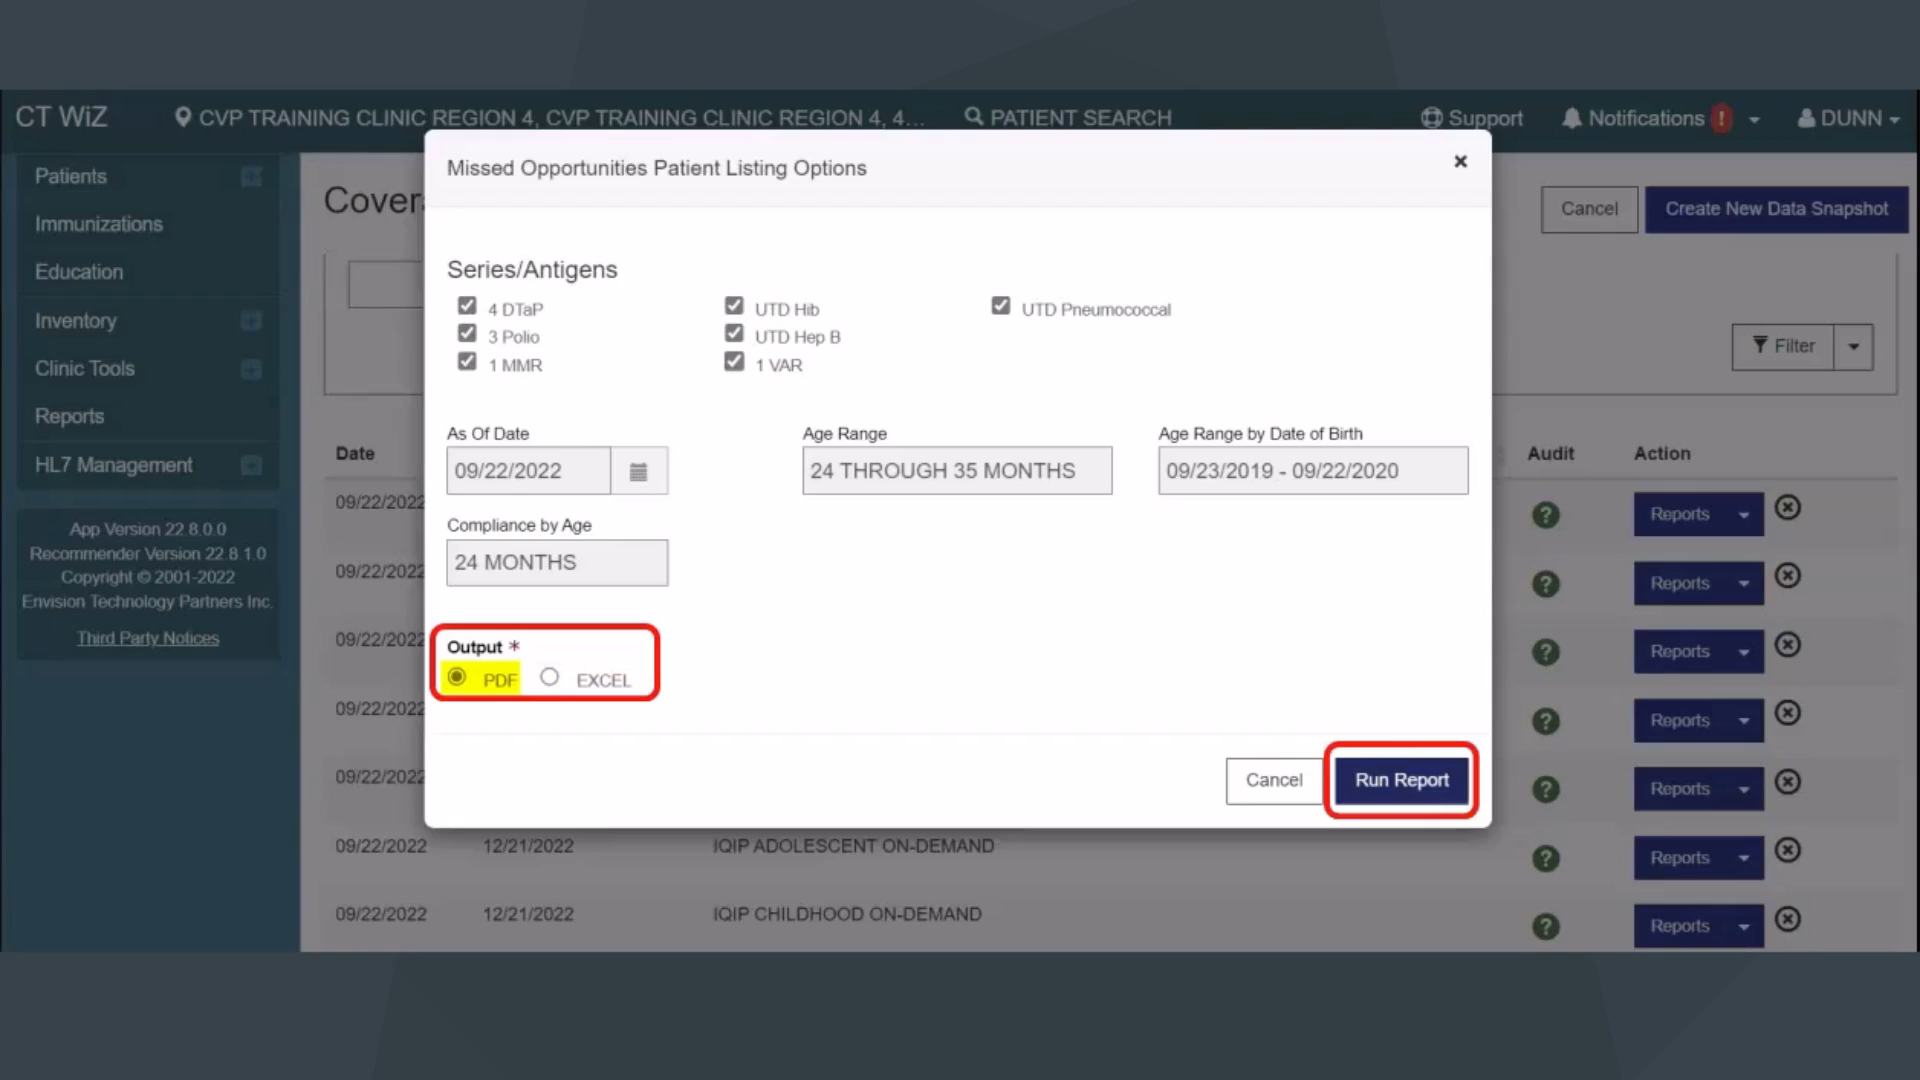 CT WiZ
CVP TRAINING CLINIC REGION 4, CVP TRAINING CLINIC REGION 4, 4...
PATIENT SEARCH
Support
Notifications !
DUNN
Patients
Immunizations
Education
Inventory
Clinic Tools
Reports
HL7 Management
App Version 22.8.0.0
Recommender Version 22.8.1.0
Copyright © 2001-2022
Envision Technology Partners Inc.
Third Party Notices
Cover
Cancel
Create New Data Snapshot
Filter
Missed Opportunities Patient Listing Options
Series/Antigens
4 DTaP
UTD Hib
UTD Pneumococcal
3 Polio
UTD Hep B
1 MMR
1 VAR
As Of Date
Age Range
Age Range by Date of Birth
09/22/2022
24 THROUGH 35 MONTHS
09/23/2019 - 09/22/2020
Compliance by Age
24 MONTHS
Output *
PDF
EXCEL
Cancel
Run Report
Date
Audit
Action
09/22/2022
Reports
09/22/2022
Reports
09/22/2022
Reports
09/22/2022
Reports
09/22/2022
Reports
09/22/2022
12/21/2022
IQIP ADOLESCENT ON-DEMAND
Reports
09/22/2022
12/21/2022
IQIP CHILDHOOD ON-DEMAND
Reports